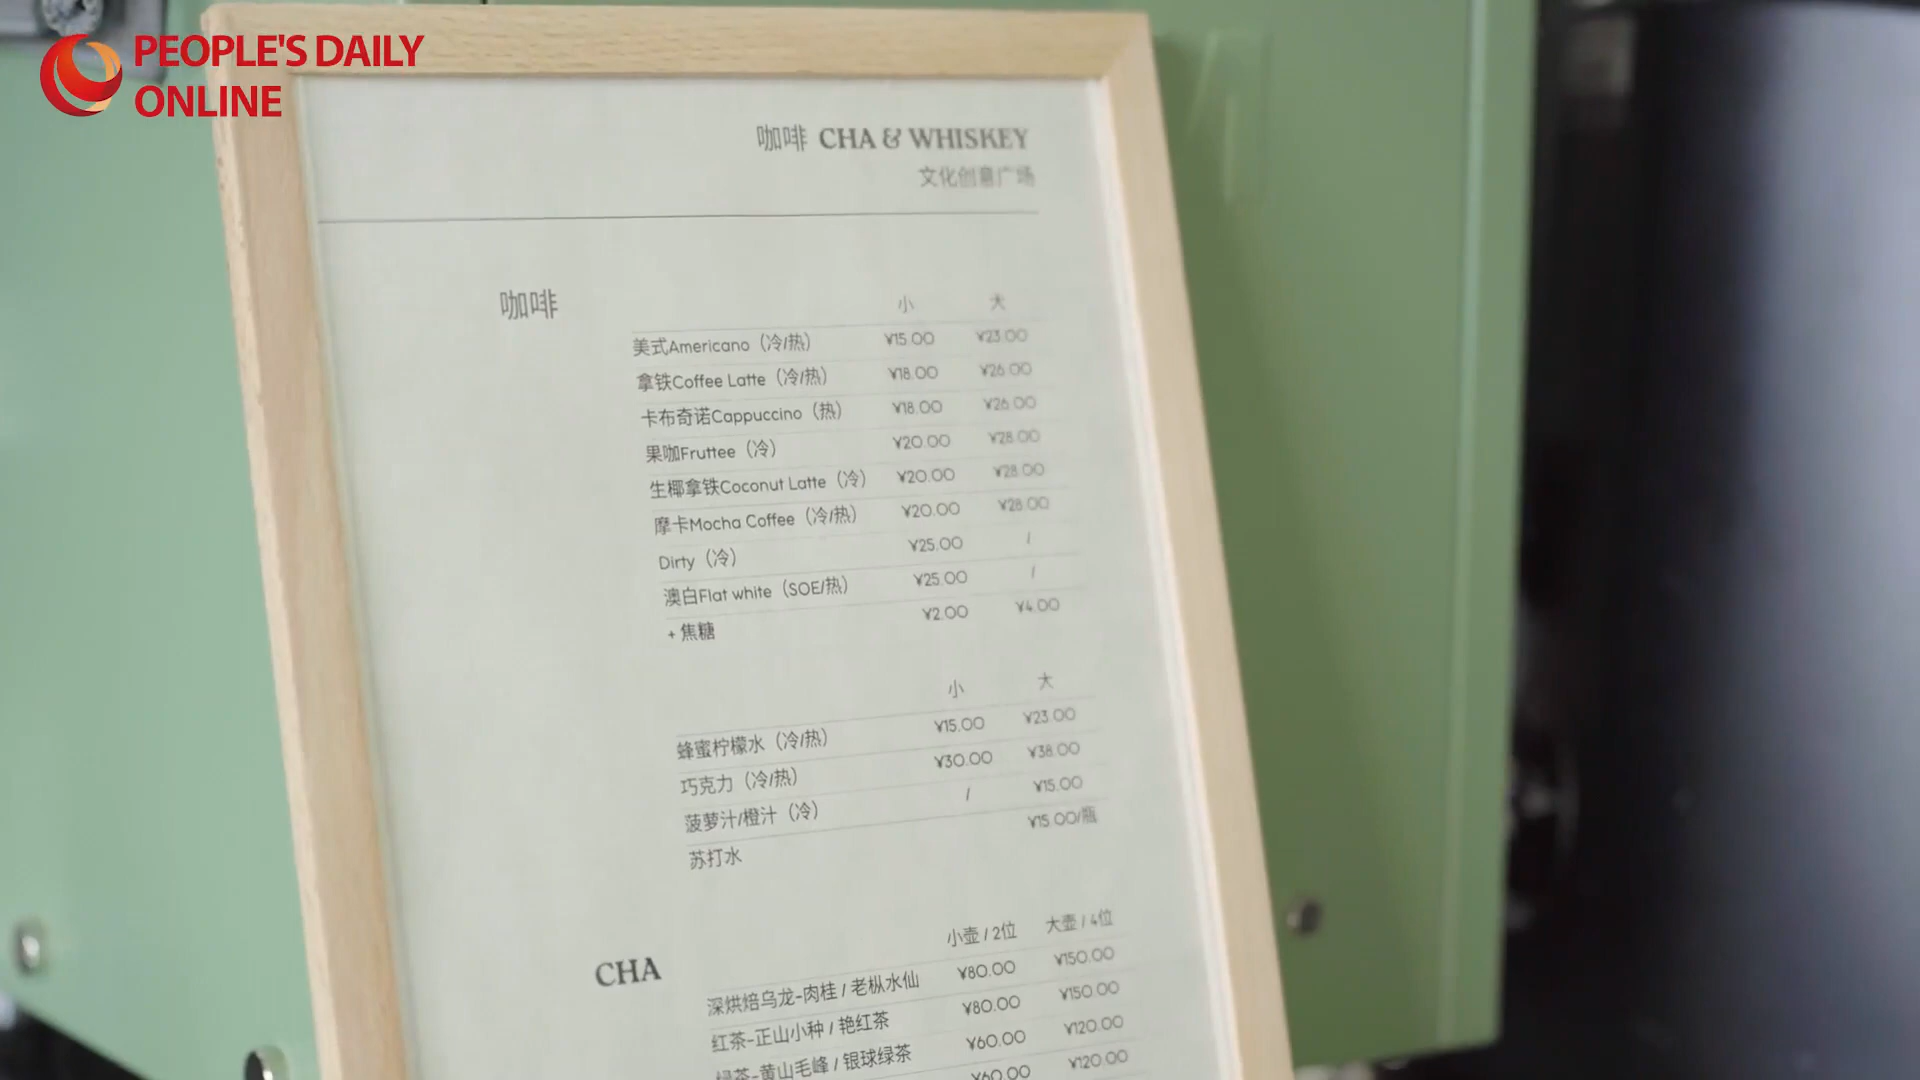 PEOPLE'S DAILY
ONLINE
咖啡 CHA & WHISKEY
文化创意广场
咖啡
小 大
美式Americano（冷/热） ¥15.00 ¥23.00
拿铁Coffee Latte（冷/热） ¥18.00 ¥26.00
卡布奇诺Cappuccino（热） ¥18.00 ¥26.00
果咖Fruttee（冷） ¥20.00 ¥28.00
生椰拿铁Coconut Latte（冷） ¥20.00 ¥28.00
摩卡Mocha Coffee（冷/热） ¥20.00 ¥28.00
Dirty（冷） ¥25.00 /
澳白Flat white（SOE/热） ¥25.00 /
+ 焦糖 ¥2.00 ¥4.00
小 大
蜂蜜柠檬水（冷/热） ¥15.00 ¥23.00
巧克力（冷/热） ¥30.00 ¥38.00
菠萝汁/橙汁（冷） / ¥15.00
苏打水 ¥15.00/瓶
CHA
小壶 / 2位 大壶 / 4位
深烘焙乌龙-肉桂 / 老枞水仙 ¥80.00 ¥150.00
红茶-正山小种 / 艳红茶 ¥80.00 ¥150.00
绿茶-黄山毛峰 / 银球绿茶 ¥60.00 ¥120.00
¥60.00 ¥120.00